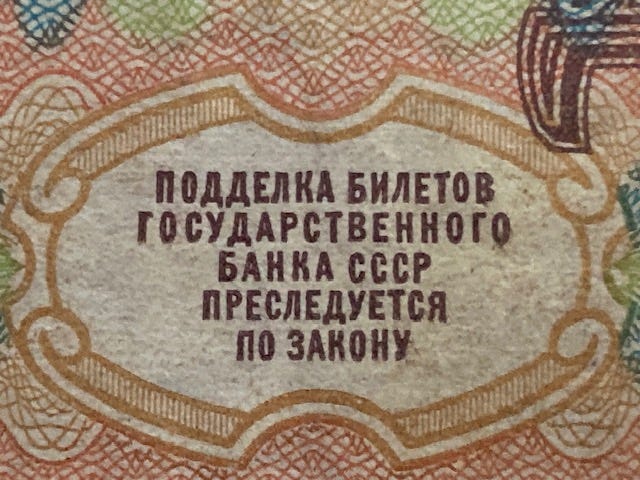 ПОДДЕЛКА БИЛЕТОВ
ГОСУДАРСТВЕННОГО
БАНКА СССР
ПРЕСЛЕДУЕТСЯ
ПО ЗАКОНУ